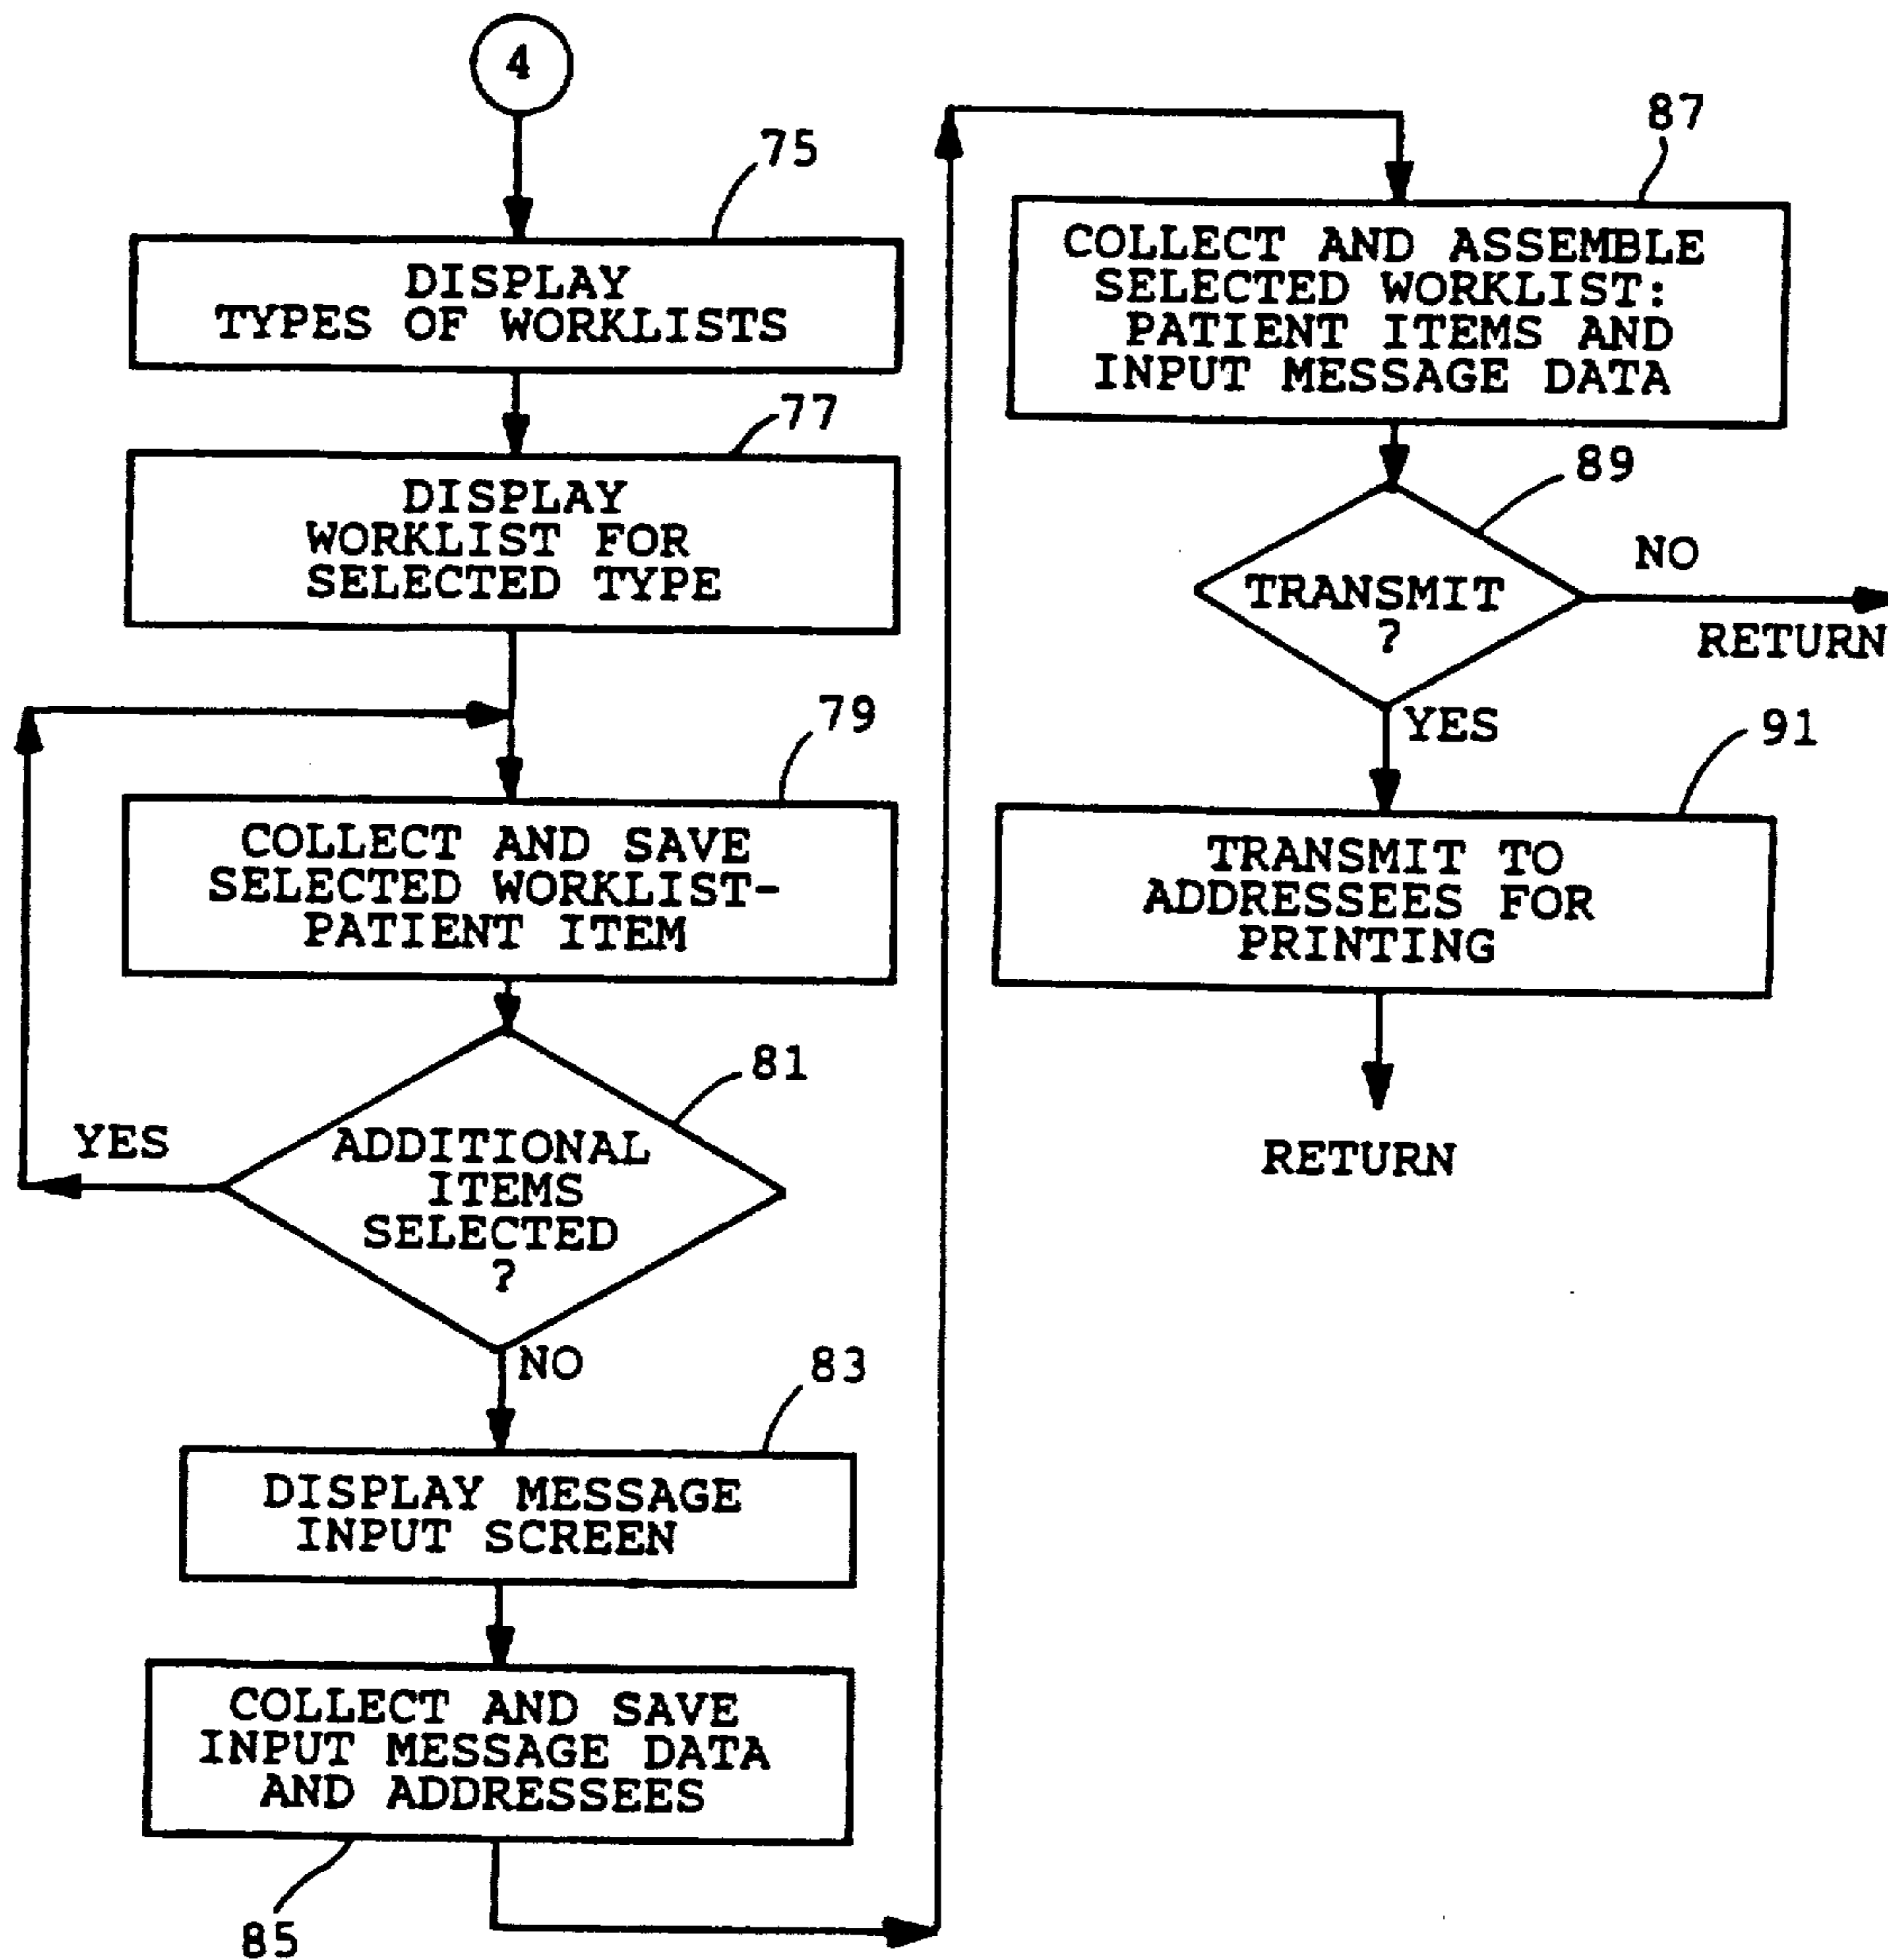 4
75
DISPLAY
TYPES OF WORKLISTS
77
DISPLAY
WORKLIST FOR
SELECTED TYPE
79
COLLECT AND SAVE
SELECTED WORKLIST-
PATIENT ITEM
81
YES
ADDITIONAL
ITEMS
SELECTED
?
NO
83
DISPLAY MESSAGE
INPUT SCREEN
COLLECT AND SAVE
INPUT MESSAGE DATA
AND ADDRESSEES
85
87
COLLECT AND ASSEMBLE
SELECTED WORKLIST:
PATIENT ITEMS AND
INPUT MESSAGE DATA
89
NO
TRANSMIT
?
RETURN
YES
91
TRANSMIT TO
ADDRESSEES FOR
PRINTING
RETURN